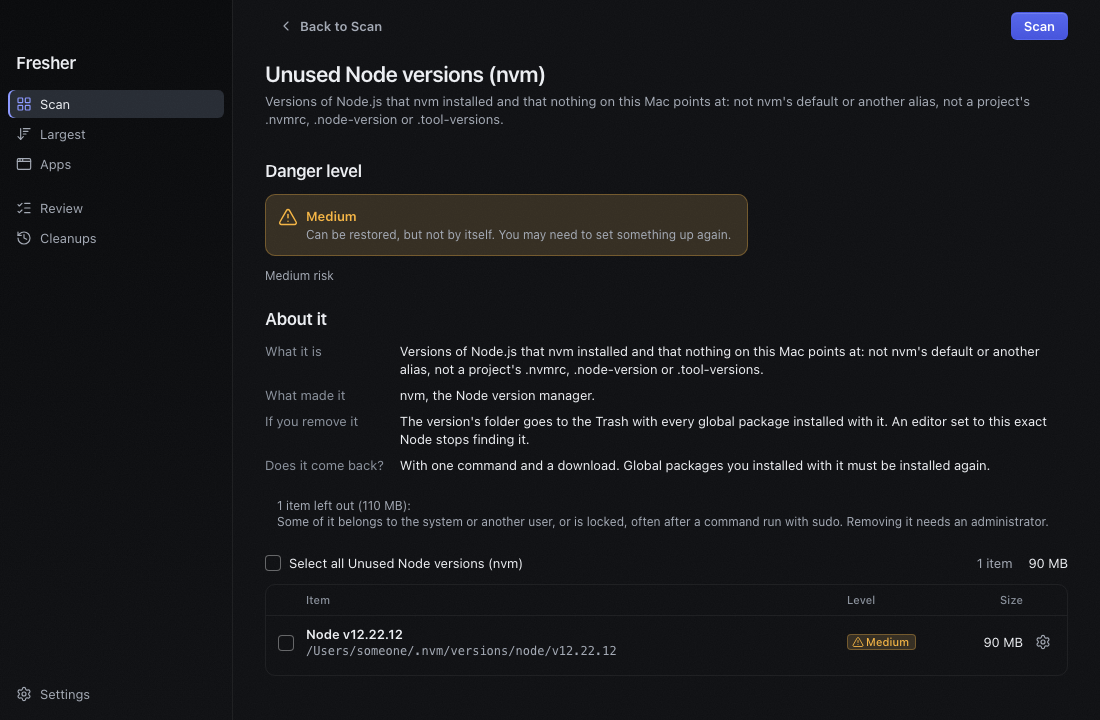 Back to Scan
Scan
Fresher
Scan
Largest
Apps
Review
Cleanups
Settings
Unused Node versions (nvm)
Versions of Node.js that nvm installed and that nothing on this Mac points at: not nvm's default or another alias, not a project's
.nvmrc, .node-version or .tool-versions.
Danger level
Medium
Can be restored, but not by itself. You may need to set something up again.
Medium risk
About it
What it is
Versions of Node.js that nvm installed and that nothing on this Mac points at: not nvm's default or another
alias, not a project's .nvmrc, .node-version or .tool-versions.
What made it
nvm, the Node version manager.
If you remove it
The version's folder goes to the Trash with every global package installed with it. An editor set to this exact
Node stops finding it.
Does it come back?
With one command and a download. Global packages you installed with it must be installed again.
1 item left out (110 MB):
Some of it belongs to the system or another user, or is locked, often after a command run with sudo. Removing it needs an administrator.
Select all Unused Node versions (nvm)
1 item
90 MB
Item
Level
Size
Node v12.22.12
/Users/someone/.nvm/versions/node/v12.22.12
Medium
90 MB